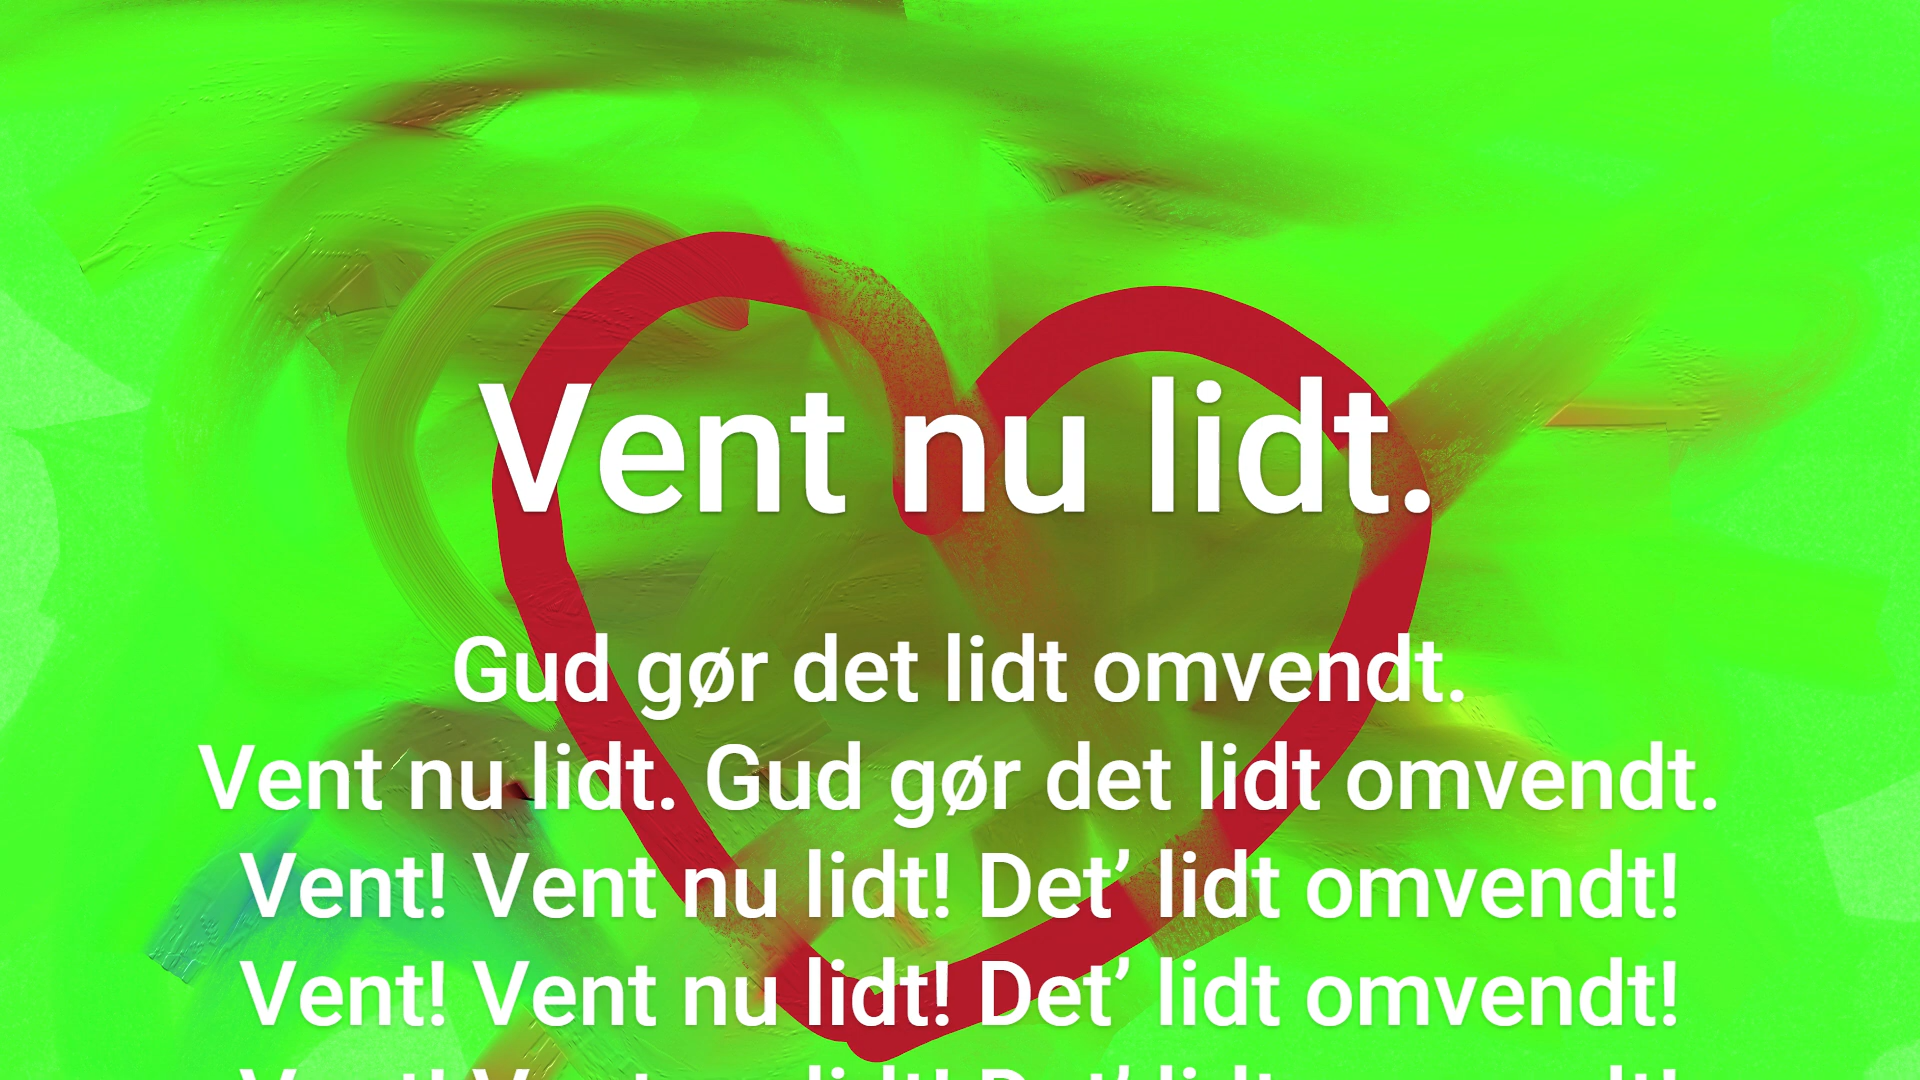 Vent nu lidt.
Gud gør det lidt omvendt.
Vent nu lidt. Gud gør det lidt omvendt.
Vent! Vent nu lidt! Det’ lidt omvendt!
Vent! Vent nu lidt! Det’ lidt omvendt!